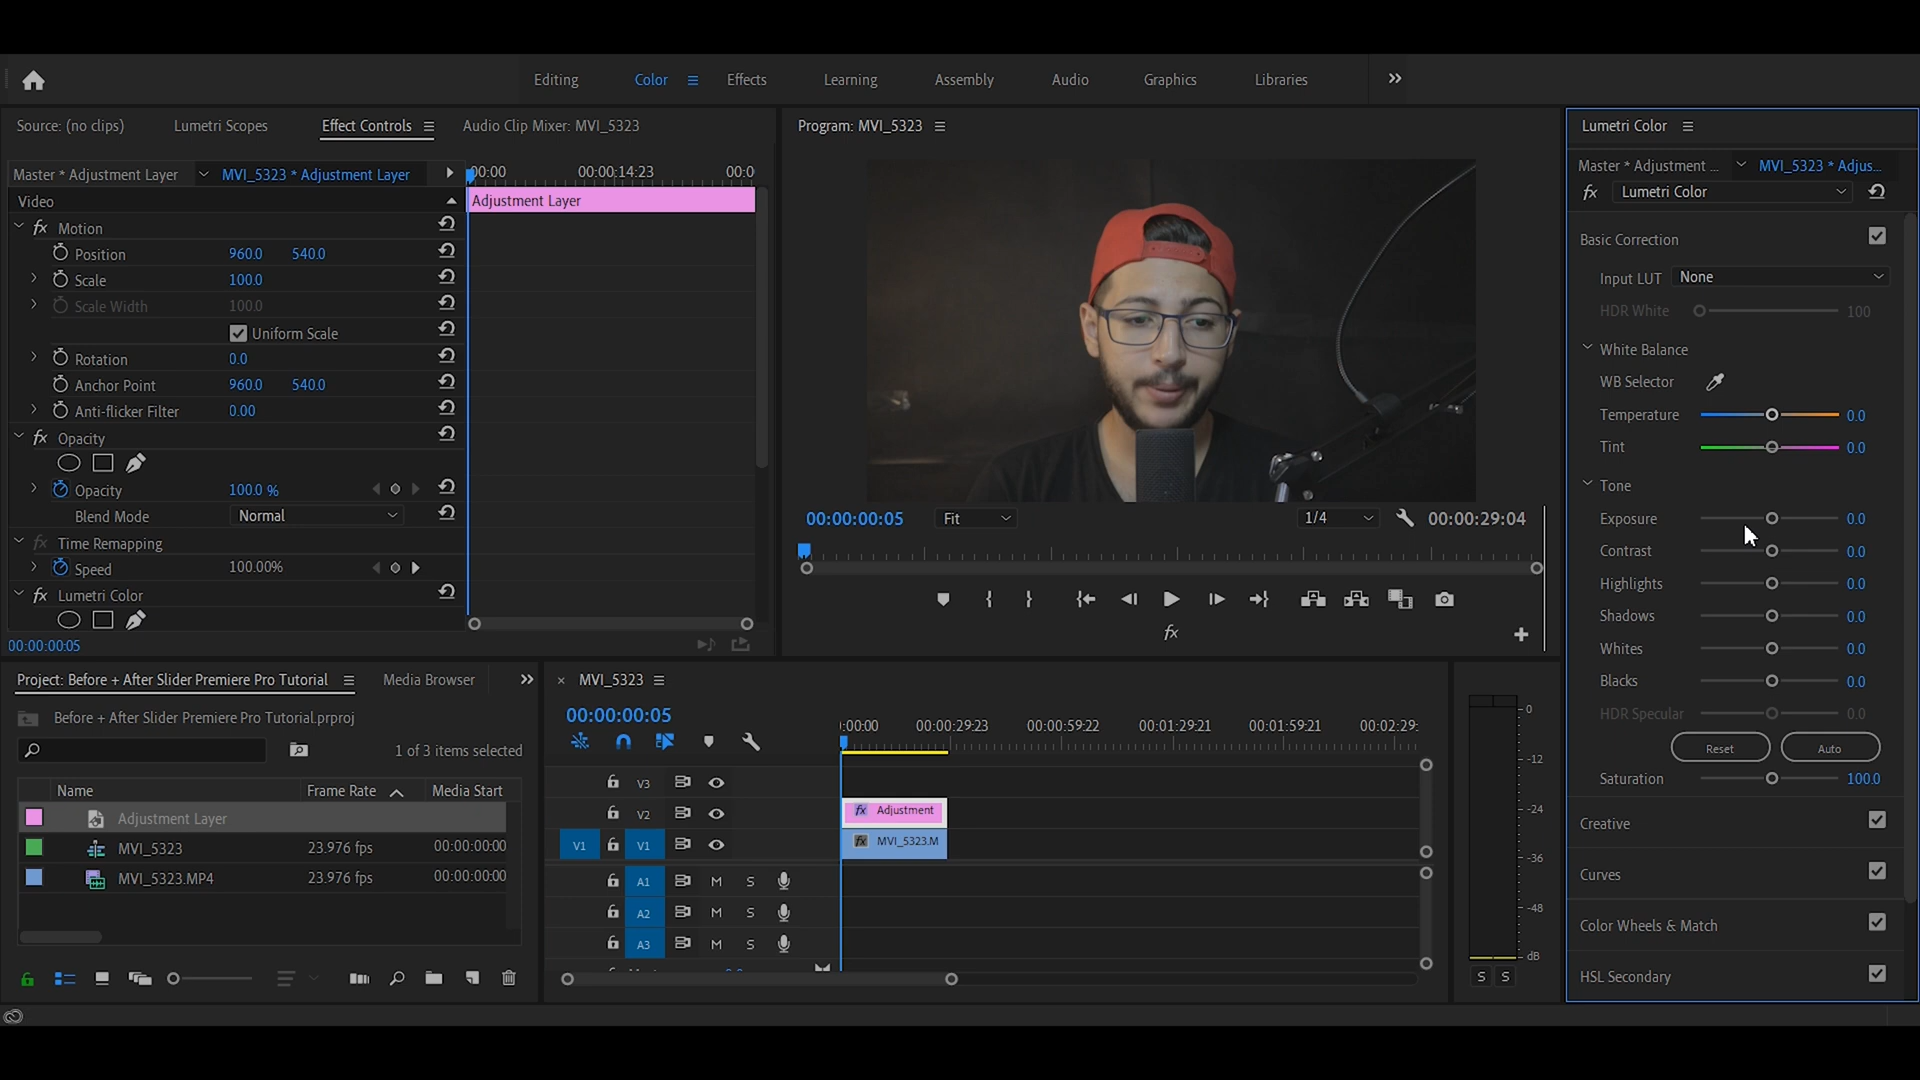 Editing Color Effects Learning Assembly Audio Graphics Libraries
Source: (no clips) Lumetri Scopes Effect Controls Audio Clip Mixer: MVI_5323
Master * Adjustment Layer MVI_5323 * Adjustment Layer :00:00 00:00:14:23 00:0
Video Adjustment Layer
fx Motion
Position 960.0 540.0
Scale 100.0
Scale Width 100.0
Uniform Scale
Rotation 0.0
Anchor Point 960.0 540.0
Anti-flicker Filter 0.00
fx Opacity
Opacity 100.0 %
Blend Mode Normal
fx Time Remapping
Speed 100.00%
fx Lumetri Color
00:00:00:05
Program: MVI_5323
00:00:00:05 Fit 1/4 00:00:29:04
fx
Lumetri Color
Master * Adjustment ... MVI_5323 * Adjus...
fx Lumetri Color
Basic Correction
Input LUT None
HDR White 100
White Balance
WB Selector
Temperature 0.0
Tint 0.0
Tone
Exposure 0.0
Contrast 0.0
Highlights 0.0
Shadows 0.0
Whites 0.0
Blacks 0.0
HDR Specular 0.0
Reset Auto
Saturation 100.0
Creative
Curves
Color Wheels & Match
HSL Secondary
Project: Before + After Slider Premiere Pro Tutorial Media Browser
Before + After Slider Premiere Pro Tutorial.prproj
1 of 3 items selected
Name Frame Rate Media Start
Adjustment Layer
MVI_5323 23.976 fps 00:00:00:00
MVI_5323.MP4 23.976 fps 00:00:00:00
× MVI_5323
00:00:00:05
:00:00 00:00:29:23 00:00:59:22 00:01:29:21 00:01:59:21 00:02:29:
V3
V2 fx Adjustment
V1 V1 fx MVI_5323.M
A1 M S
A2 M S
A3 M S
0
-12
-24
-36
-48
dB
S S